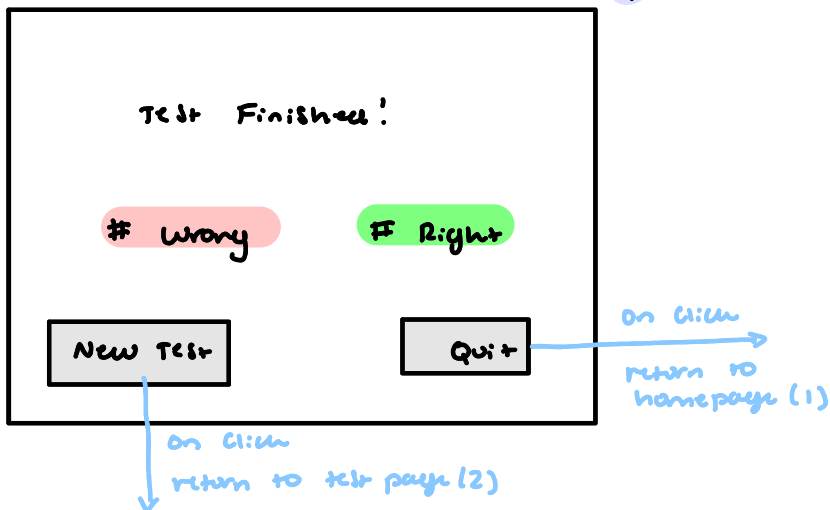 Test Finished!
# Wrong
# Right
New Test
Quit
on click
return to
homepage (1)
on click
return to test page (2)